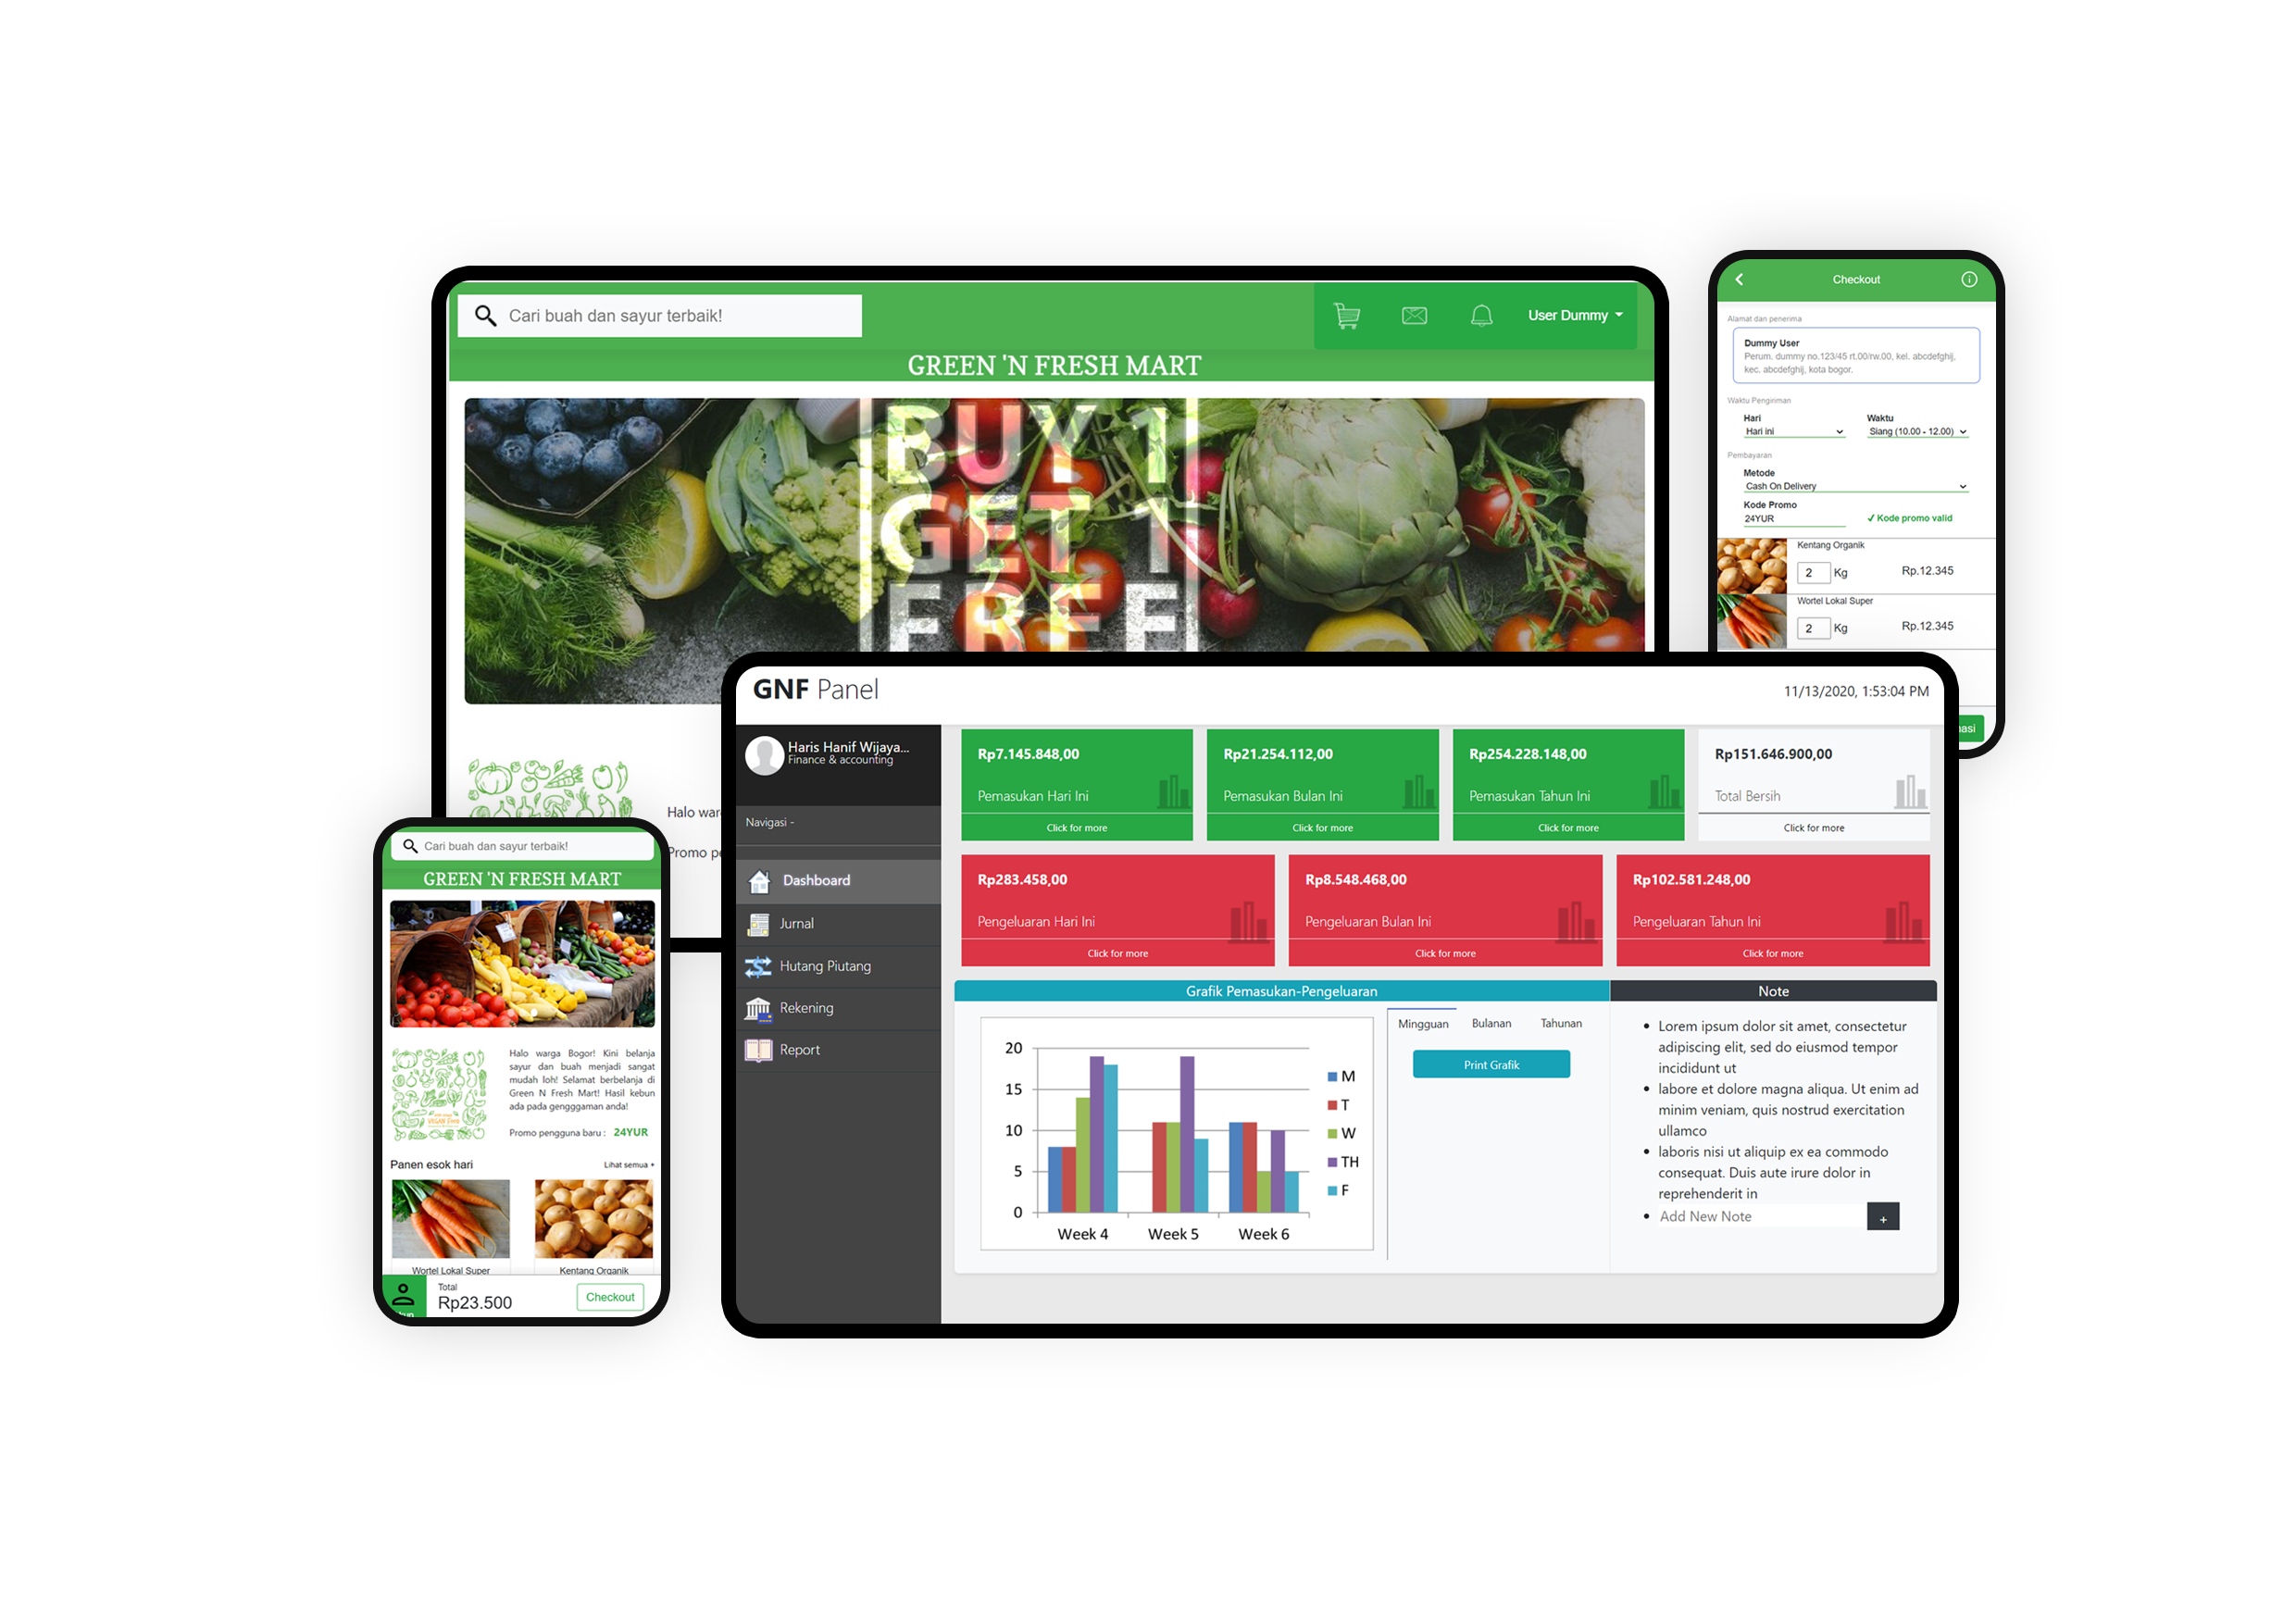 Cari buah dan sayur terbaik!
User Dummy
GREEN 'N FRESH MART
BUY 1
GET 1
FREE
Halo war
Promo pe
Checkout
Alamat dan penerima
Dummy User
Perum. dummy no.123/45 rt.00/rw.00, kel. abcdefghij,
kec. abcdefghij, kota bogor.
Waktu Pengiriman
Hari
Waktu
Hari ini
Siang (10.00 - 12.00)
Pembayaran
Metode
Cash On Delivery
Kode Promo
24YUR
✓ Kode promo valid
Kentang Organik
2 Kg
Rp.12.345
Wortel Lokal Super
2 Kg
Rp.12.345
asi
Cari buah dan sayur terbaik!
GREEN 'N FRESH MART
Halo warga Bogor! Kini belanja
sayur dan buah menjadi sangat
mudah loh! Selamat berbelanja di
Green N Fresh Mart! Hasil kebun
ada pada gengggaman anda!
Promo pengguna baru : 24YUR
Panen esok hari
Lihat semua +
Wortel Lokal Super
Kentang Organik
Total
Rp23.500
Checkout
GNF Panel
11/13/2020, 1:53:04 PM
Haris Hanif Wijaya...
Finance & accounting
Navigasi -
Dashboard
Jurnal
Hutang Piutang
Rekening
Report
Rp7.145.848,00
Pemasukan Hari Ini
Click for more
Rp21.254.112,00
Pemasukan Bulan Ini
Click for more
Rp254.228.148,00
Pemasukan Tahun Ini
Click for more
Rp151.646.900,00
Total Bersih
Click for more
Rp283.458,00
Pengeluaran Hari Ini
Click for more
Rp8.548.468,00
Pengeluaran Bulan Ini
Click for more
Rp102.581.248,00
Pengeluaran Tahun Ini
Click for more
Grafik Pemasukan-Pengeluaran
20
15
10
5
0
Week 4
Week 5
Week 6
M
T
W
TH
F
Mingguan
Bulanan
Tahunan
Print Grafik
Note
• Lorem ipsum dolor sit amet, consectetur
adipiscing elit, sed do eiusmod tempor
incididunt ut
• labore et dolore magna aliqua. Ut enim ad
minim veniam, quis nostrud exercitation
ullamco
• laboris nisi ut aliquip ex ea commodo
consequat. Duis aute irure dolor in
reprehenderit in
• Add New Note
+